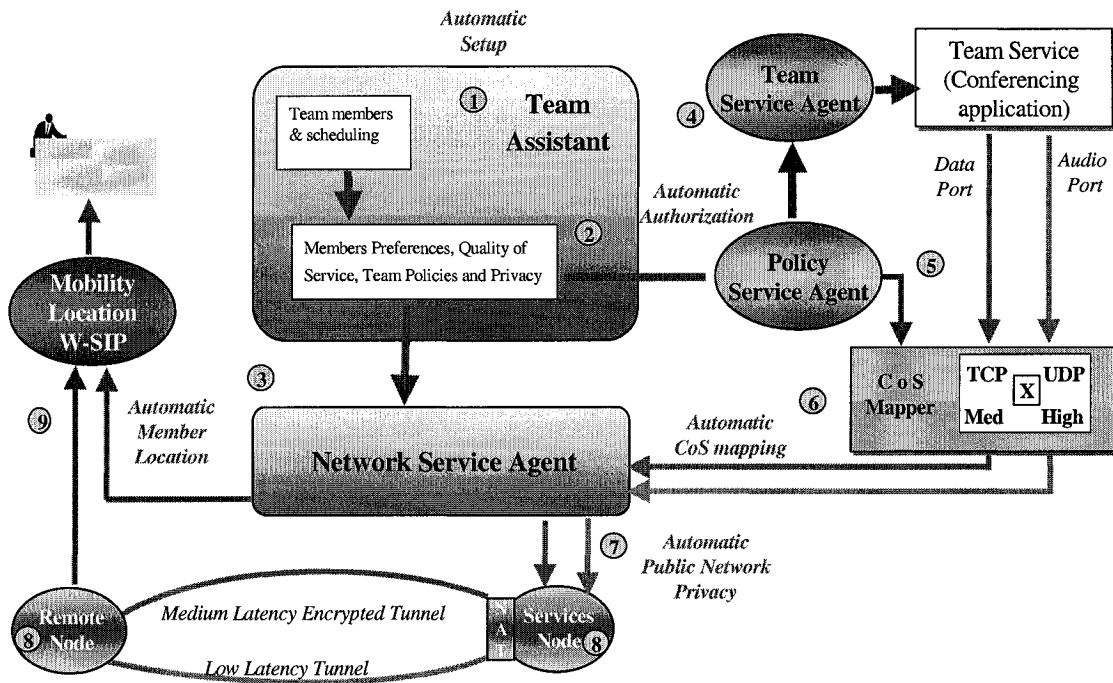 Automatic
Setup
1
Team members
& scheduling
Team
Assistant
2
Members Preferences, Quality of
Service, Team Policies and Privacy
Automatic
Authorization
4
Team
Service Agent
Team Service
(Conferencing
application)
Data
Port
Audio
Port
Policy
Service Agent
5
Mobility
Location
W-SIP
3
6
CoS
Mapper
TCP
UDP
X
Med
High
9
Automatic
Member
Location
Network Service Agent
Automatic
CoS mapping
7
Automatic
Public Network
Privacy
Remote
Node
8
Medium Latency Encrypted Tunnel
Low Latency Tunnel
NAT
Services
Node
8